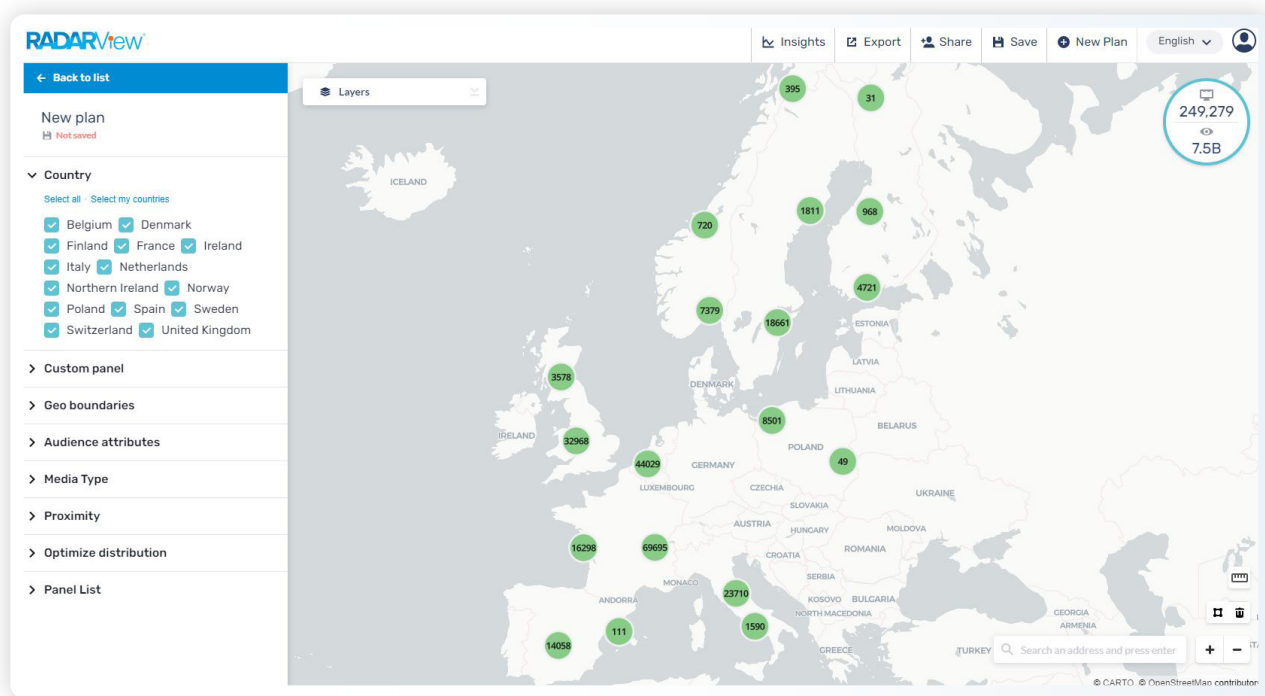 RADARView
Insights
Export
Share
Save
New Plan
English
← Back to list
New plan
Not saved
Country
Select all · Select my countries
Belgium Denmark
Finland France Ireland
Italy Netherlands
Northern Ireland Norway
Poland Spain Sweden
Switzerland United Kingdom
Custom panel
Geo boundaries
Audience attributes
Media Type
Proximity
Optimize distribution
Panel List
Layers
249,279
7.5B
395
31
ICELAND
720
1811
968
4721
7379
18661
ESTONIA
LATVIA
3578
DENMARK
LITHUANIA
8501
BELARUS
IRELAND
32968
POLAND
44029
GERMANY
49
LUXEMBOURG
CZECHIA
UKRAINE
SLOVAKIA
AUSTRIA
HUNGARY
MOLDOVA
16298
69695
CROATIA
ROMANIA
SERBIA
MONACO
23710
ANDORRA
KOSOVO
BULGARIA
NORTH MACEDONIA
GEORGIA
ARMENIA
111
1590
14058
GREECE
TURKEY
Search an address and press enter
+ −
© CARTO, © OpenStreetMap contributor